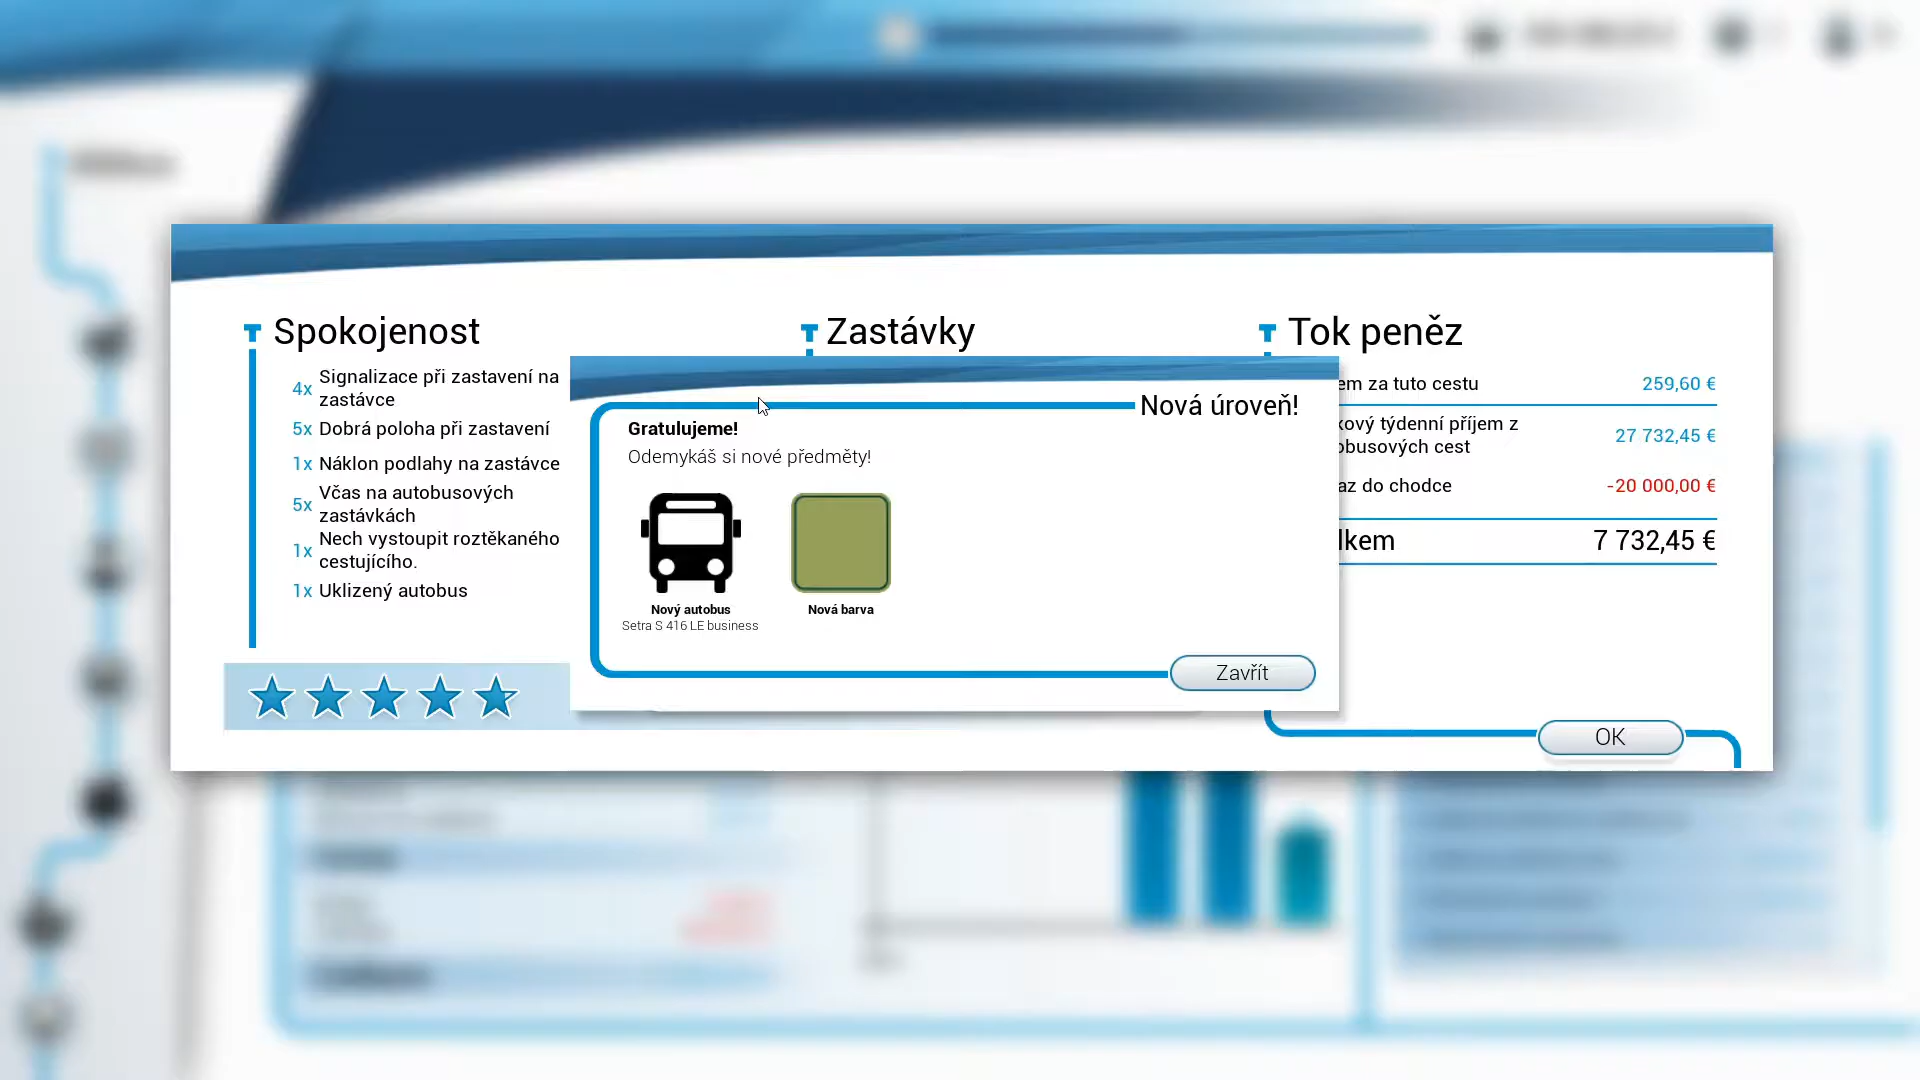 Spokojenost
4x Signalizace při zastavení na
zastávce
5x Dobrá poloha při zastavení
1x Náklon podlahy na zastávce
5x Včas na autobusových
zastávkách
1x Nech vystoupit roztěkaného
cestujícího.
1x Uklizený autobus
Zastávky
Nová úroveň!
Gratulujeme!
Odemykáš si nové předměty!
Nový autobus
Setra S 416 LE business
Nová barva
Zavřít
Tok peněz
em za tuto cestu 259,60 €
kový týdenní příjem z
obusových cest 27 732,45 €
az do chodce -20 000,00 €
lkem 7 732,45 €
OK